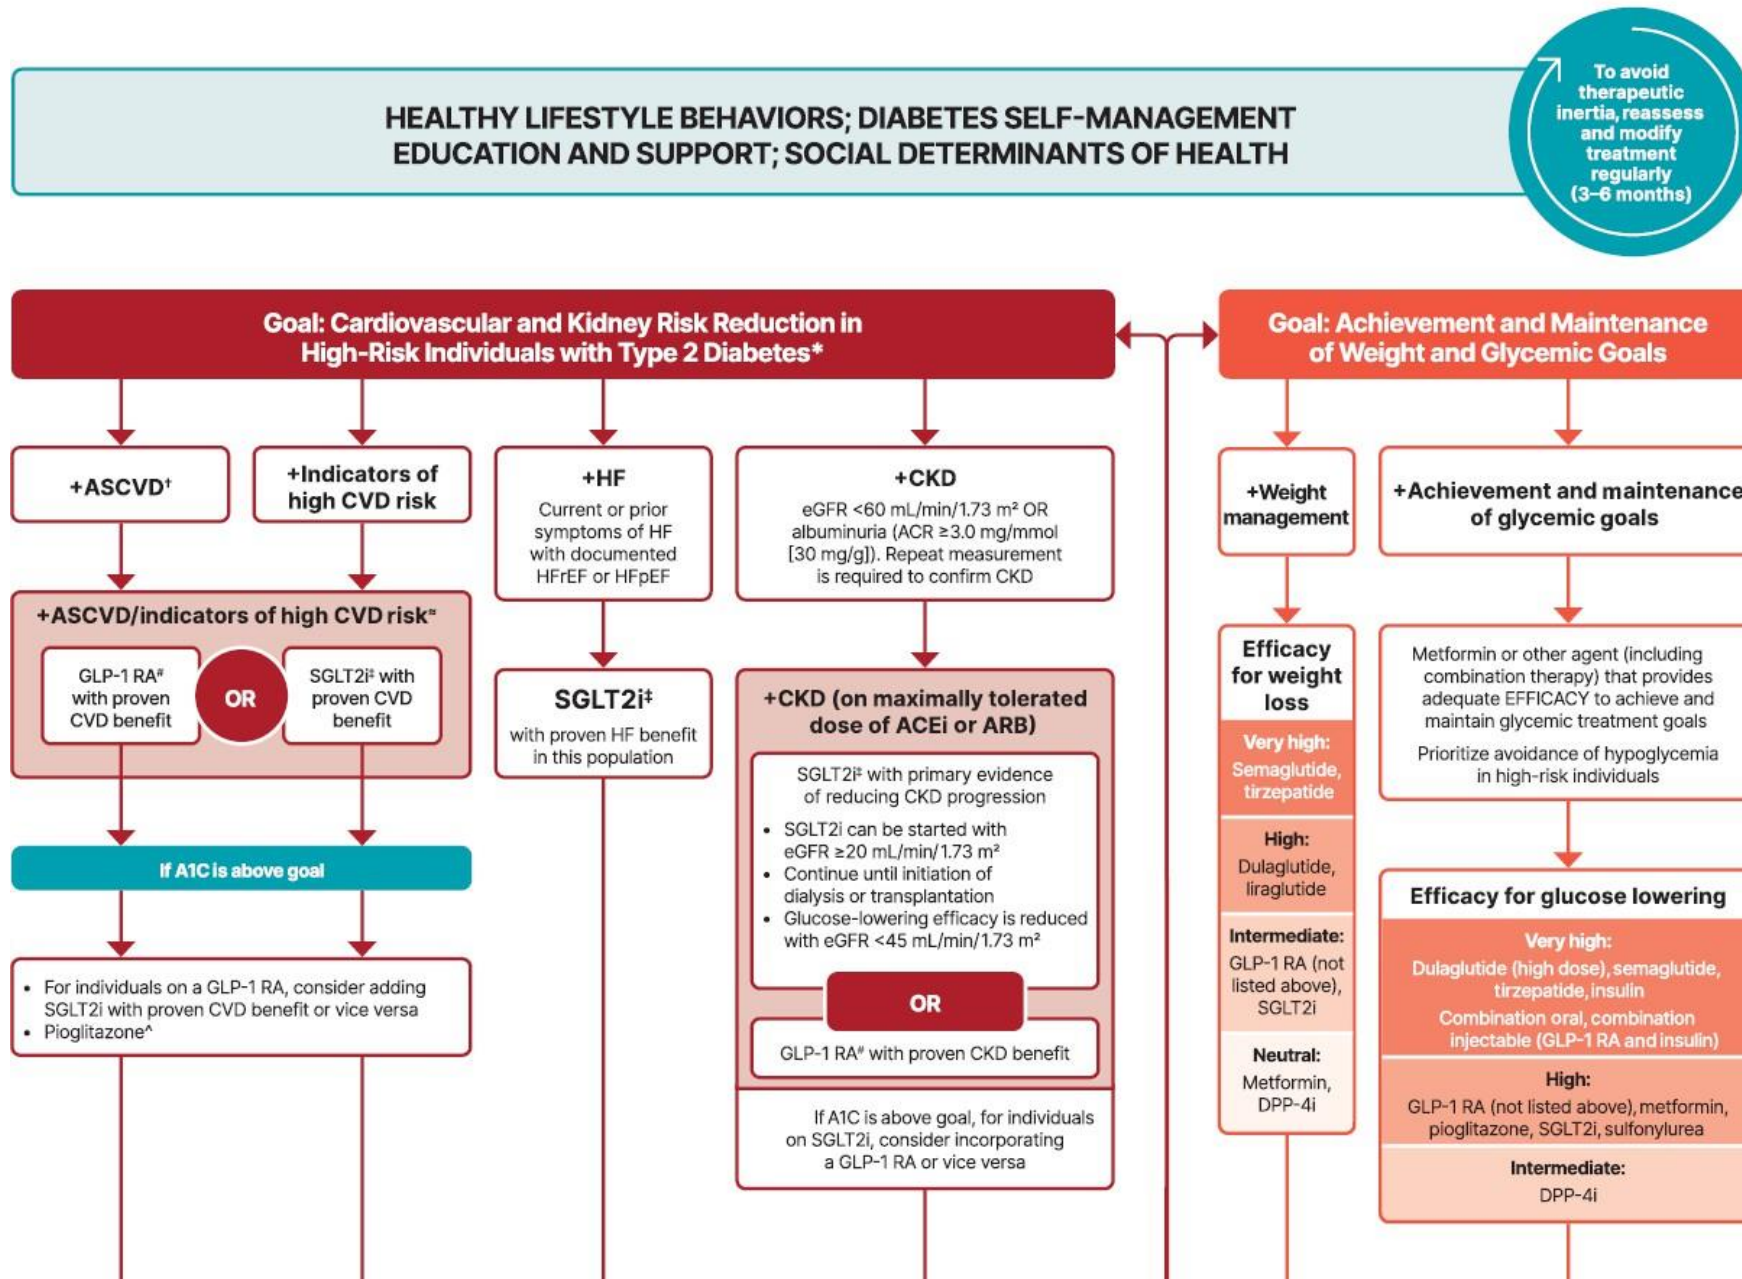 HEALTHY LIFESTYLE BEHAVIORS; DIABETES SELF-MANAGEMENT
EDUCATION AND SUPPORT; SOCIAL DETERMINANTS OF HEALTH
To avoid
therapeutic
inertia, reassess
and modify
treatment
regularly
(3–6 months)
Goal: Cardiovascular and Kidney Risk Reduction in
High-Risk Individuals with Type 2 Diabetes*
+ASCVD†
+Indicators of
high CVD risk
+ASCVD/indicators of high CVD risk≈
GLP-1 RA#
with proven
CVD benefit
OR
SGLT2i‡ with
proven CVD
benefit
If A1C is above goal
• For individuals on a GLP-1 RA, consider adding
SGLT2i with proven CVD benefit or vice versa
• Pioglitazone^
+HF
Current or prior
symptoms of HF
with documented
HFrEF or HFpEF
SGLT2i‡
with proven HF benefit
in this population
+CKD
eGFR <60 mL/min/1.73 m² OR
albuminuria (ACR ≥3.0 mg/mmol
[30 mg/g]). Repeat measurement
is required to confirm CKD
+CKD (on maximally tolerated
dose of ACEi or ARB)
SGLT2i‡ with primary evidence
of reducing CKD progression
• SGLT2i can be started with
eGFR ≥20 mL/min/1.73 m²
• Continue until initiation of
dialysis or transplantation
• Glucose-lowering efficacy is reduced
with eGFR <45 mL/min/1.73 m²
OR
GLP-1 RA# with proven CKD benefit
If A1C is above goal, for individuals
on SGLT2i, consider incorporating
a GLP-1 RA or vice versa
Goal: Achievement and Maintenance
of Weight and Glycemic Goals
+Weight
management
Efficacy
for weight
loss
Very high:
Semaglutide,
tirzepatide
High:
Dulaglutide,
liraglutide
Intermediate:
GLP-1 RA (not
listed above),
SGLT2i
Neutral:
Metformin,
DPP-4i
+Achievement and maintenance
of glycemic goals
Metformin or other agent (including
combination therapy) that provides
adequate EFFICACY to achieve and
maintain glycemic treatment goals
Prioritize avoidance of hypoglycemia
in high-risk individuals
Efficacy for glucose lowering
Very high:
Dulaglutide (high dose), semaglutide,
tirzepatide, insulin
Combination oral, combination
injectable (GLP-1 RA and insulin)
High:
GLP-1 RA (not listed above), metformin,
pioglitazone, SGLT2i, sulfonylurea
Intermediate:
DPP-4i